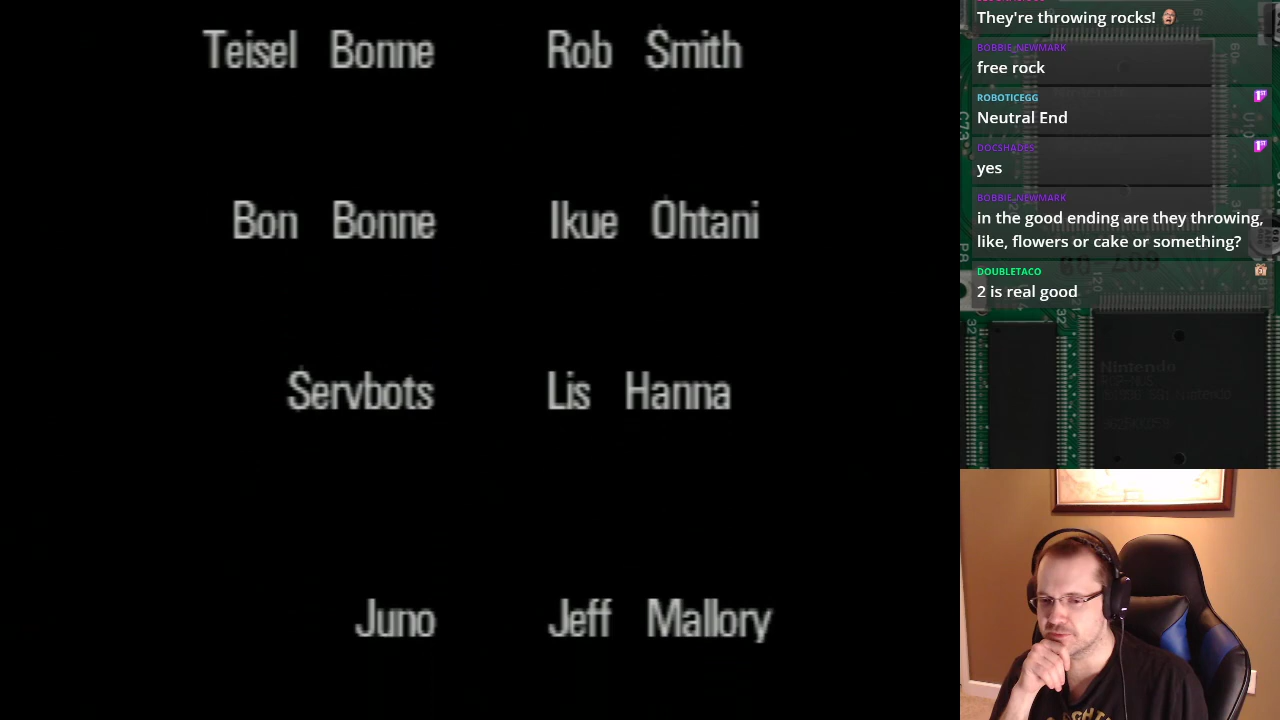 Teisel Bonne Rob Smith
Bon Bonne Ikue Ohtani
Servbots Lis Hanna
Juno Jeff Mallory
They're throwing rocks!
BOBBIE_NEWMARK
free rock
ROBOTICEGG
Neutral End
DOCSHADES
yes
BOBBIE_NEWMARK
in the good ending are they throwing,
like, flowers or cake or something?
DOUBLETACO
2 is real good
Nintendo